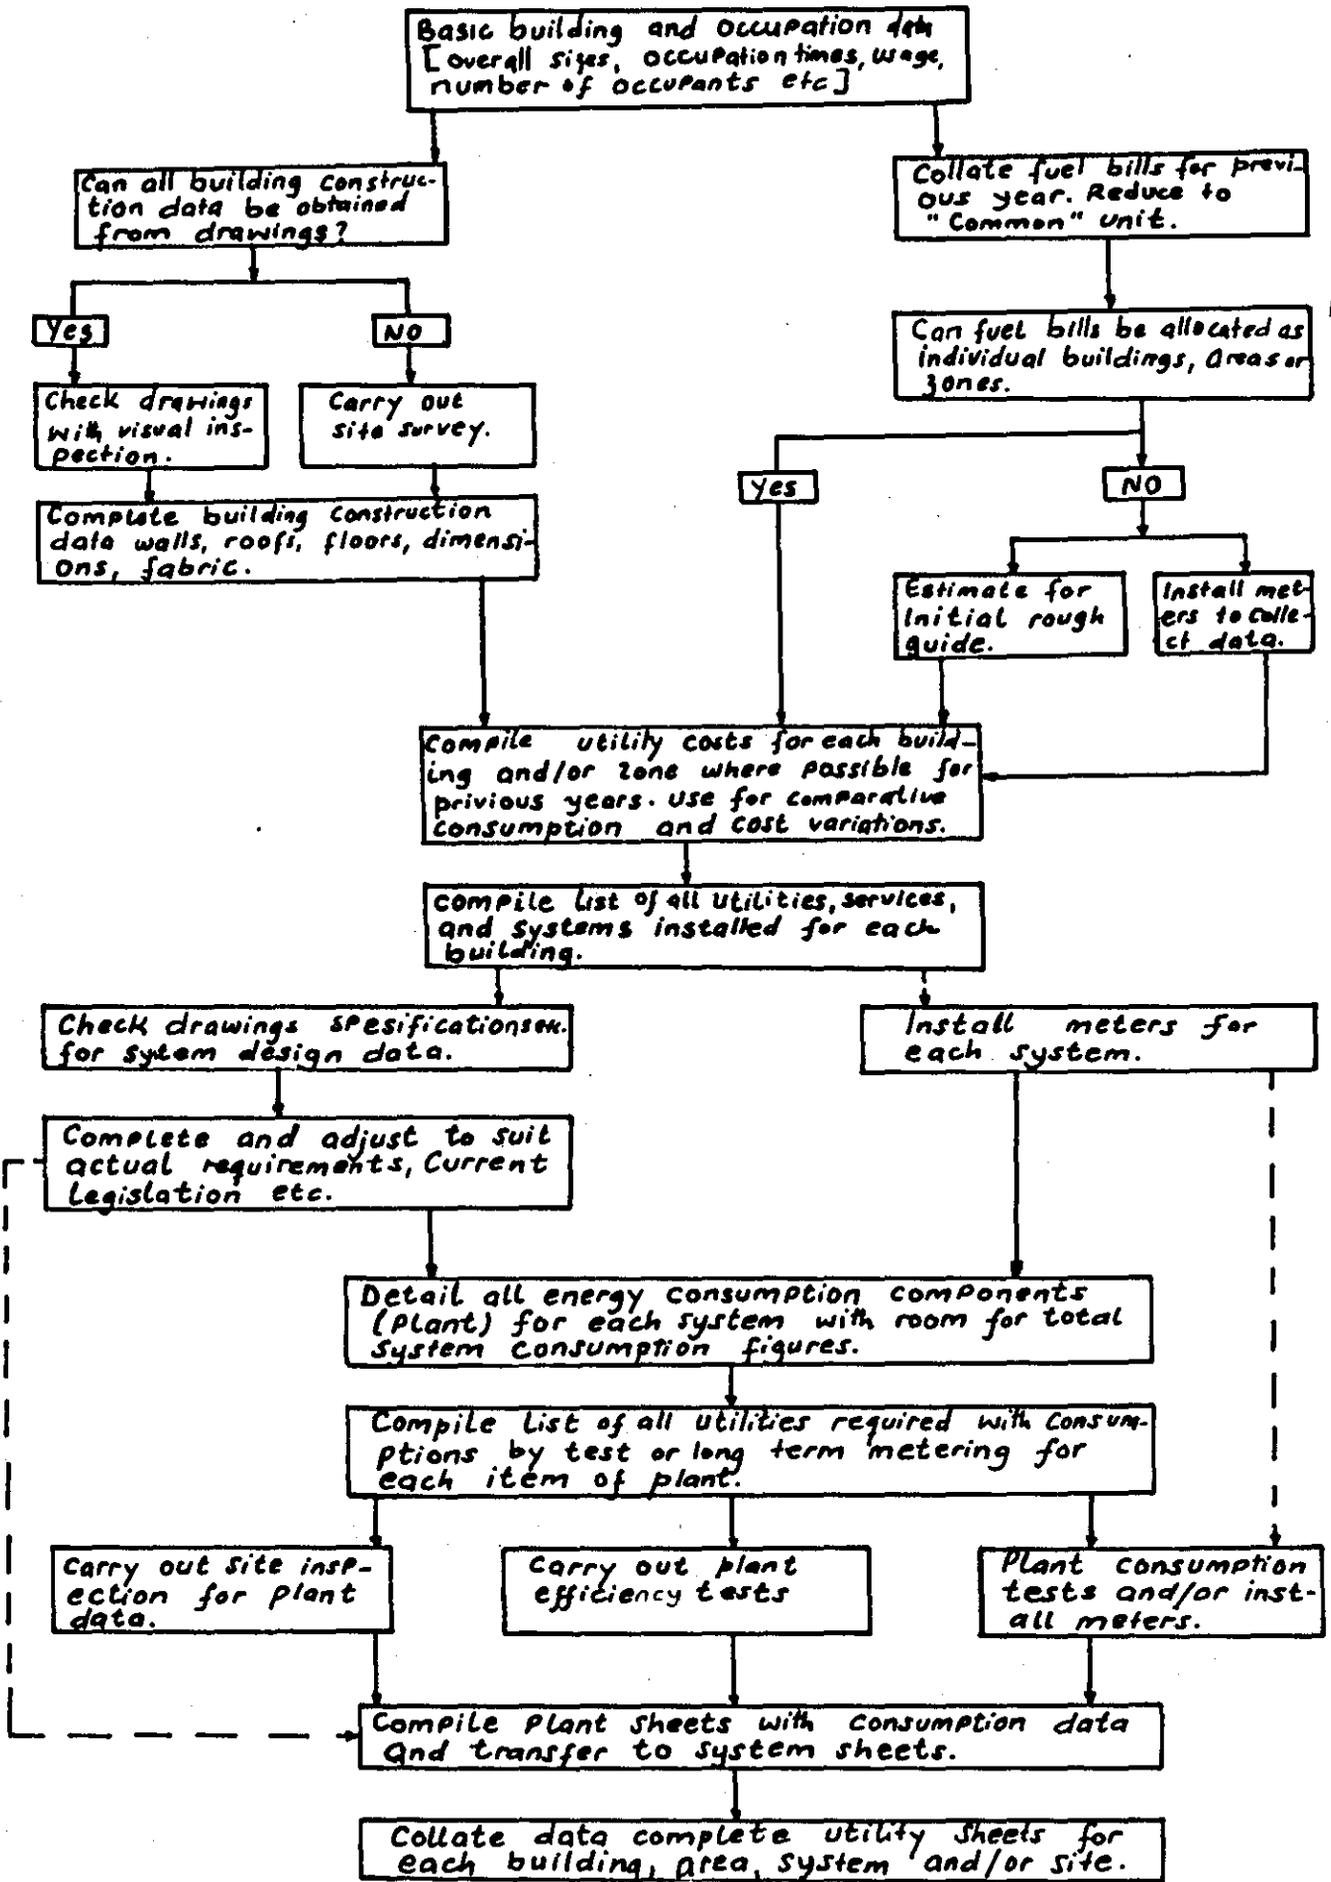 Basic building and occupation data
[overall sizes, occupation times, usage,
number of occupants etc]
Can all building construc-
tion data be obtained
from drawings?
Collate fuel bills for previ-
ous year. Reduce to
"Common" unit.
Yes
NO
Can fuel bills be allocated as
individual buildings, areas or
zones.
Check drawings
with visual ins-
pection.
Carry out
site survey.
Yes
NO
Complete building construction
data walls, roofs, floors, dimensi-
ons, fabric.
Estimate for
initial rough
guide.
Install met-
ers to colle-
ct data.
Compile utility costs for each build-
ing and/or zone where possible for
privious years. use for comparative
consumption and cost variations.
compile list of all utilities, services,
and systems installed for each
building.
Check drawings spesifications etc.
for sytem design data.
Install meters for
each system.
Complete and adjust to suit
actual requirements, Current
Legislation etc.
Detail all energy consumption components
(plant) for each system with room for total
system consumption figures.
Compile list of all utilities required with consum-
ptions by test or long term metering for
each item of plant.
Carry out site insp-
ection for plant
data.
Carry out plant
efficiency tests
Plant consumption
tests and/or inst-
all meters.
Compile plant sheets with consumption data
and transfer to system sheets.
Collate data complete utility sheets for
each building, area, system and/or site.